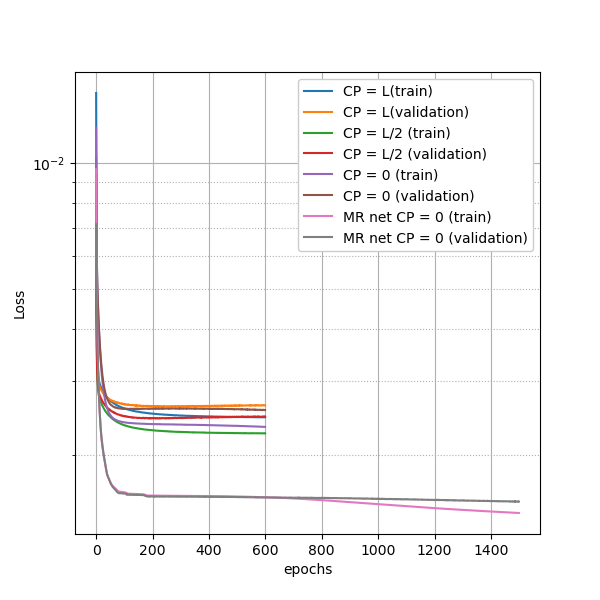 CP = L(train)
CP = L(validation)
CP = L/2 (train)
CP = L/2 (validation)
CP = 0 (train)
CP = 0 (validation)
MR net CP = 0 (train)
MR net CP = 0 (validation)
10⁻²
Loss
0 200 400 600 800 1000 1200 1400
epochs